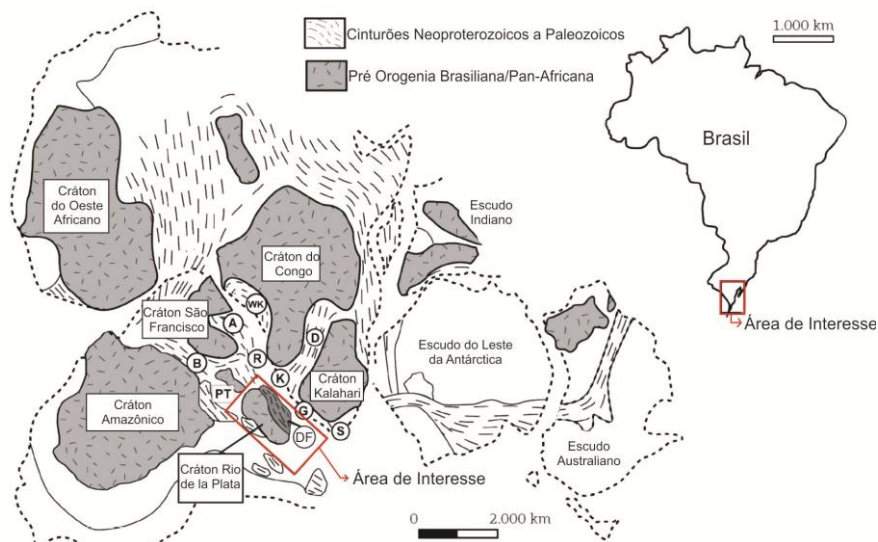 Cinturões Neoproterozoicos a Paleozoicos
Pré Orogenia Brasiliana/Pan-Africana
1.000 km
Brasil
Área de Interesse
Cráton
do Oeste
Africano
Escudo
Indiano
Cráton do
Congo
WK
Cráton São
Francisco
A
D
B
R
K
Cráton
Kalahari
Escudo do Leste
da Antárctica
PT
Cráton
Amazônico
G
S
DF
Escudo
Australiano
Cráton Rio
de la Plata
Área de Interesse
0
2.000 km